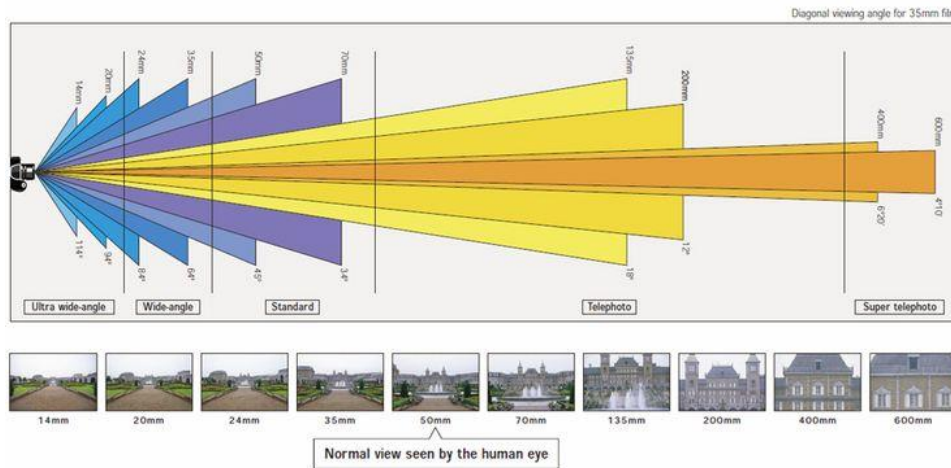 Diagonal viewing angle for 35mm fil
14mm
20mm
24mm
35mm
50mm
70mm
135mm
200mm
400mm
600mm
114°
94°
84°
64°
45°
34°
18°
12°
6°20'
4°10'
Ultra wide-angle
Wide-angle
Standard
Telephoto
Super telephoto
14mm
20mm
24mm
35mm
50mm
70mm
135mm
200mm
400mm
600mm
Normal view seen by the human eye